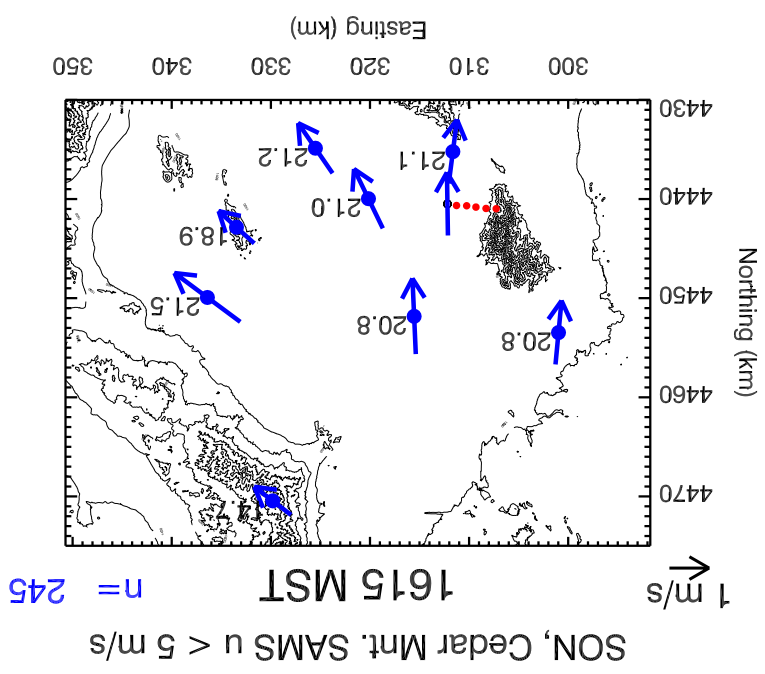 SON, Cedar Mnt. SAMS u < 5 m/s
1 m/s
1615 MST
n= 245
Northing (km)
4470
4460
4450
4440
4430
14.7
20.8
20.8
21.5
18.9
21.0
21.1
21.2
300 310 320 330 340 350
Easting (km)